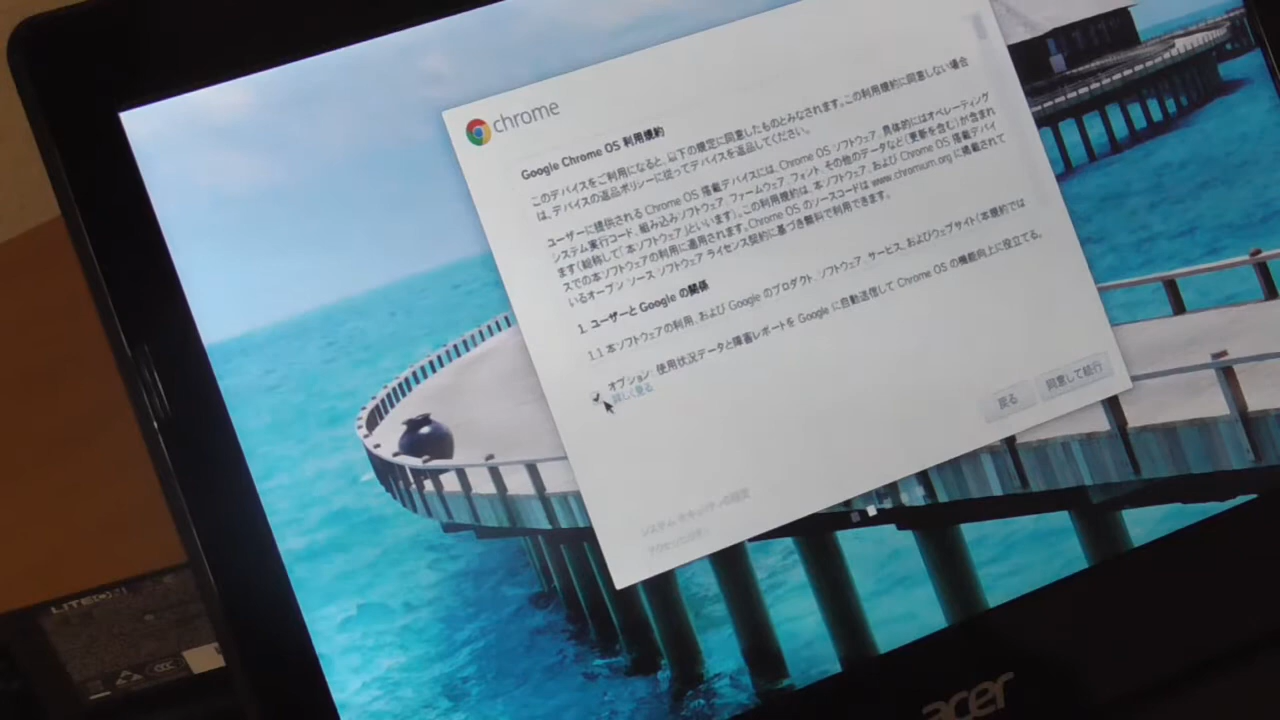 chrome
Google Chrome OS 利用規約
このデバイスをご利用になると、以下の規定に同意したものとみなされます。この利用規約に同意しない場合
は、デバイスの返品ポリシーに従ってデバイスを返品してください。
ユーザーに提供される Chrome OS 搭載デバイスには、Chrome OS ソフトウェア、具体的にはオペレーティング
システム実行コード、組み込みソフトウェア、ファームウェア、フォント、その他のデータなど(更新を含む)が含まれ
ます(総称して「本ソフトウェア」といいます)。この利用規約は、本ソフトウェア、および Chrome OS 搭載デバイ
スでの本ソフトウェアの利用に適用されます。Chrome OS のソースコードは www.chromium.org に掲載されて
いるオープン ソース ソフトウェア ライセンス契約に基づき無料で利用できます。
1. ユーザーと Google の関係
1.1 本ソフトウェアの利用、および Google のプロダクト、ソフトウェア、サービス、およびウェブサイト(本規約では
オプション: 使用状況データと障害レポートを Google に自動送信して Chrome OS の機能向上に役立てる。
詳しく見る
戻る
同意して続行
システム セキュリティの設定
LITEON
acer